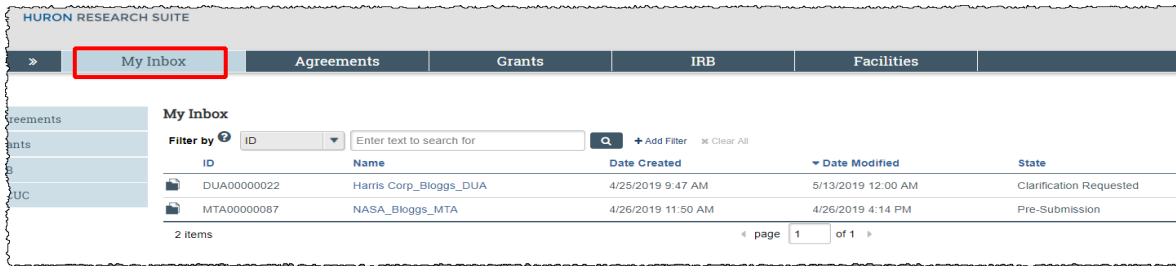 HURON RESEARCH SUITE
» My Inbox Agreements Grants IRB Facilities
My Inbox
Filter by ? ID Enter text to search for + Add Filter × Clear All
ID Name Date Created Date Modified State
DUA00000022 Harris Corp_Bloggs_DUA 4/25/2019 9:47 AM 5/13/2019 12:00 AM Clarification Requested
MTA00000087 NASA_Bloggs_MTA 4/26/2019 11:50 AM 4/26/2019 4:14 PM Pre-Submission
2 items page 1 of 1